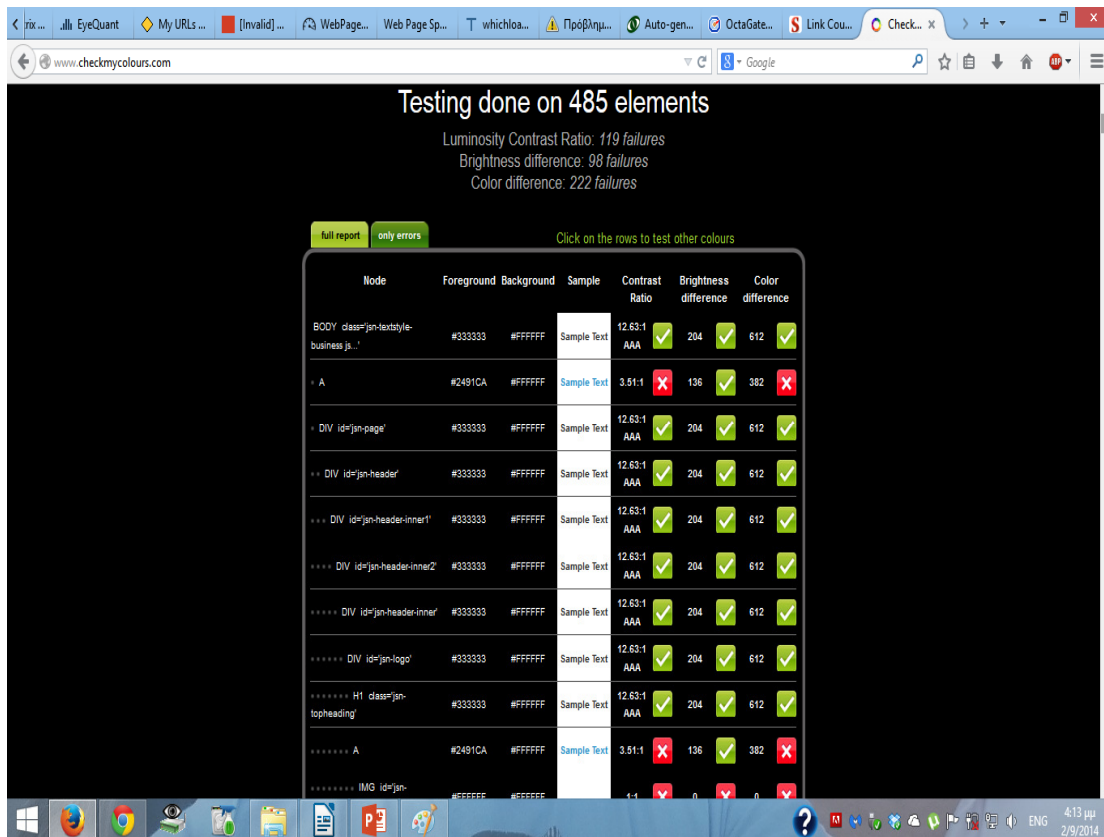 rix ... EyeQuant My URLs ... [Invalid] ... WebPage... Web Page Sp... whichloa... Πρόβλημ... Auto-gen... OctaGate... Link Cou... Check...
www.checkmycolours.com Google ABP
Testing done on 485 elements
Luminosity Contrast Ratio: 119 failures
Brightness difference: 98 failures
Color difference: 222 failures
full report only errors Click on the rows to test other colours
Node Foreground Background Sample Contrast Ratio Brightness difference Color difference
BODY class='jsn-textstyle-business js...' #333333 #FFFFFF Sample Text 12.63:1 AAA 204 612
A #2491CA #FFFFFF Sample Text 3.51:1 136 382
DIV id='jsn-page' #333333 #FFFFFF Sample Text 12.63:1 AAA 204 612
DIV id='jsn-header' #333333 #FFFFFF Sample Text 12.63:1 AAA 204 612
DIV id='jsn-header-inner1' #333333 #FFFFFF Sample Text 12.63:1 AAA 204 612
DIV id='jsn-header-inner2' #333333 #FFFFFF Sample Text 12.63:1 AAA 204 612
DIV id='jsn-header-inner' #333333 #FFFFFF Sample Text 12.63:1 AAA 204 612
DIV id='jsn-logo' #333333 #FFFFFF Sample Text 12.63:1 AAA 204 612
H1 class='jsn-topheading' #333333 #FFFFFF Sample Text 12.63:1 AAA 204 612
A #2491CA #FFFFFF Sample Text 3.51:1 136 382
IMG id='jsn- #FFFFFF #FFFFFF 1:1 0 0
ENG 4:13 μμ
2/9/2014